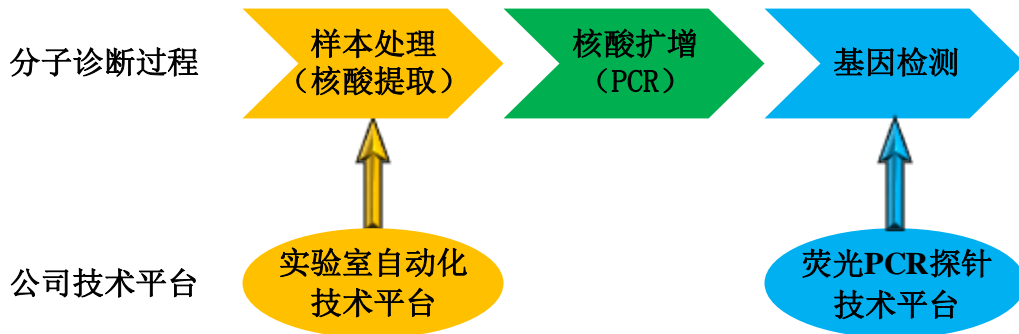 分子诊断过程
样本处理
（核酸提取）
核酸扩增
（PCR）
基因检测
公司技术平台
实验室自动化
技术平台
荧光PCR探针
技术平台